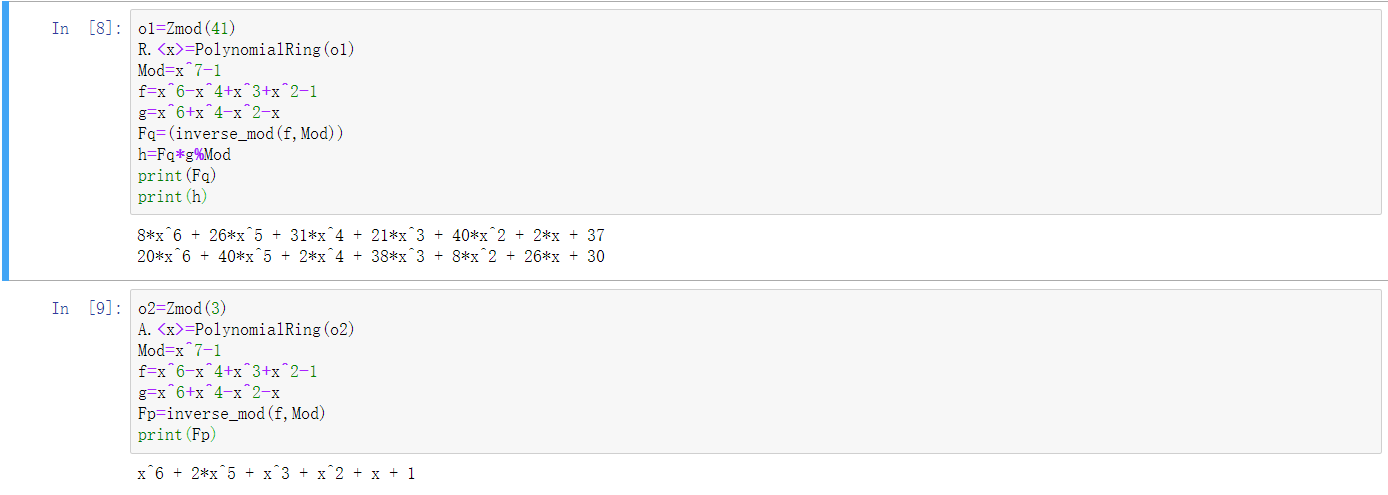 In [8]:
o1=Zmod(41)
R.<x>=PolynomialRing(o1)
Mod=x^7-1
f=x^6-x^4+x^3+x^2-1
g=x^6+x^4-x^2-x
Fq=(inverse_mod(f,Mod))
h=Fq*g%Mod
print(Fq)
print(h)
8*x^6 + 26*x^5 + 31*x^4 + 21*x^3 + 40*x^2 + 2*x + 37
20*x^6 + 40*x^5 + 2*x^4 + 38*x^3 + 8*x^2 + 26*x + 30
In [9]:
o2=Zmod(3)
A.<x>=PolynomialRing(o2)
Mod=x^7-1
f=x^6-x^4+x^3+x^2-1
g=x^6+x^4-x^2-x
Fp=inverse_mod(f,Mod)
print(Fp)
x^6 + 2*x^5 + x^3 + x^2 + x + 1